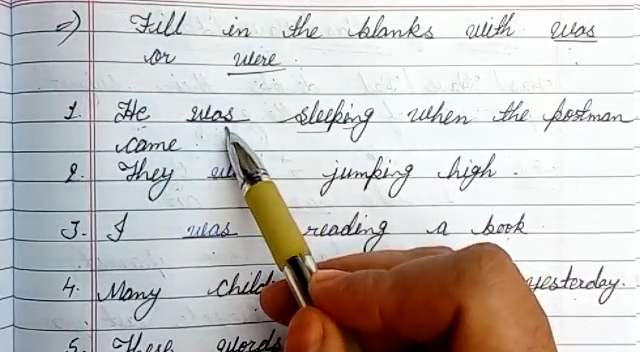 =) Fill in the blanks with was
or were.
1. He was sleeping when the postman
came.
2. They jumping high.
3. I was reading a book
4. Many yesterday.
5. words